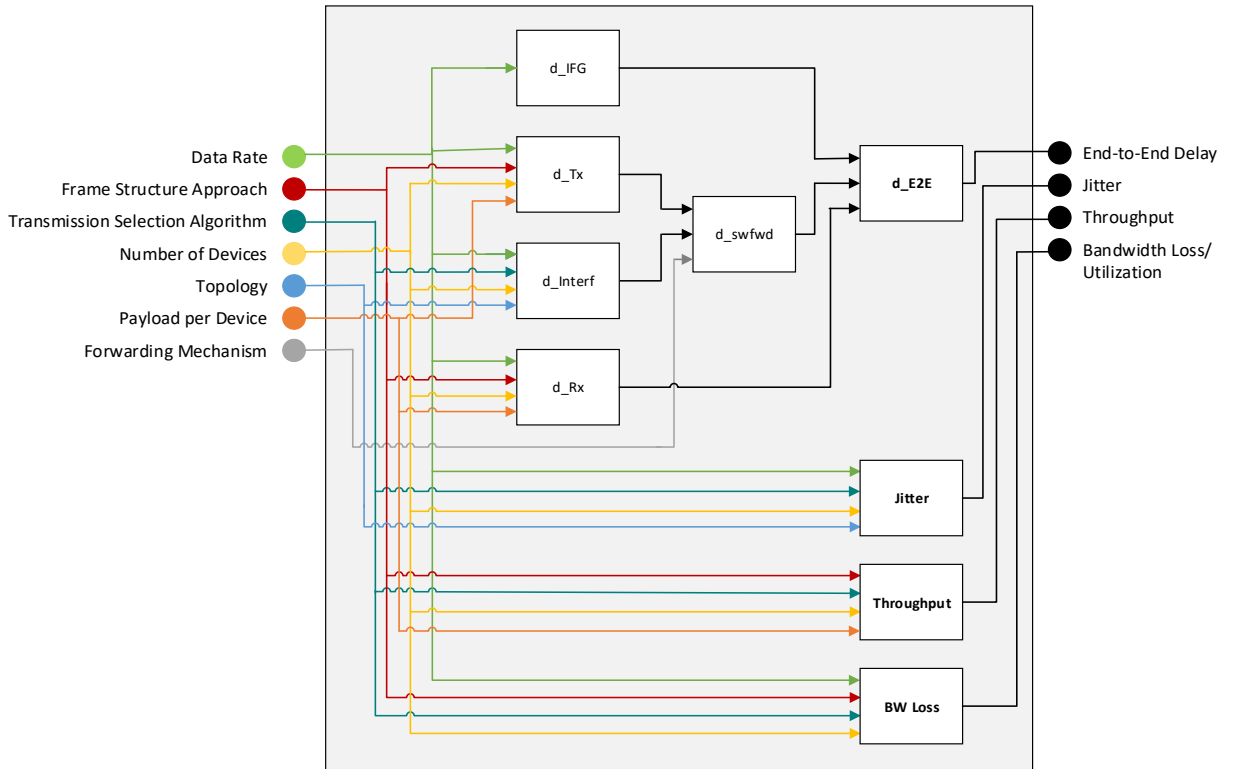 Data Rate
Frame Structure Approach
Transmission Selection Algorithm
Number of Devices
Topology
Payload per Device
Forwarding Mechanism
d_IFG
d_Tx
d_Interf
d_Rx
d_swfwd
d_E2E
Jitter
Throughput
BW Loss
End-to-End Delay
Jitter
Throughput
Bandwidth Loss/
Utilization